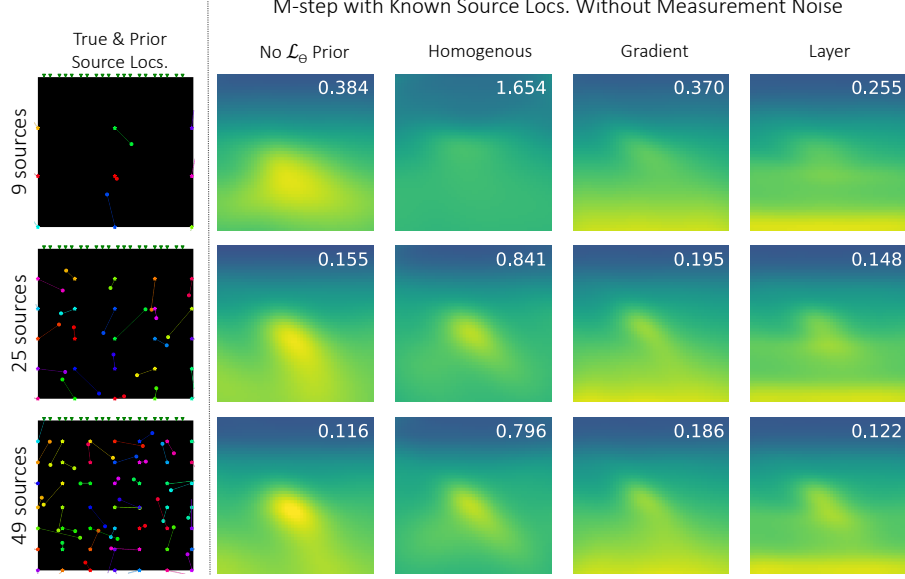 M-step with Known Source Locs. Without Measurement Noise
True & Prior
Source Locs.
No ℒ_Θ Prior
Homogenous
Gradient
Layer
9 sources
0.384
1.654
0.370
0.255
25 sources
0.155
0.841
0.195
0.148
49 sources
0.116
0.796
0.186
0.122